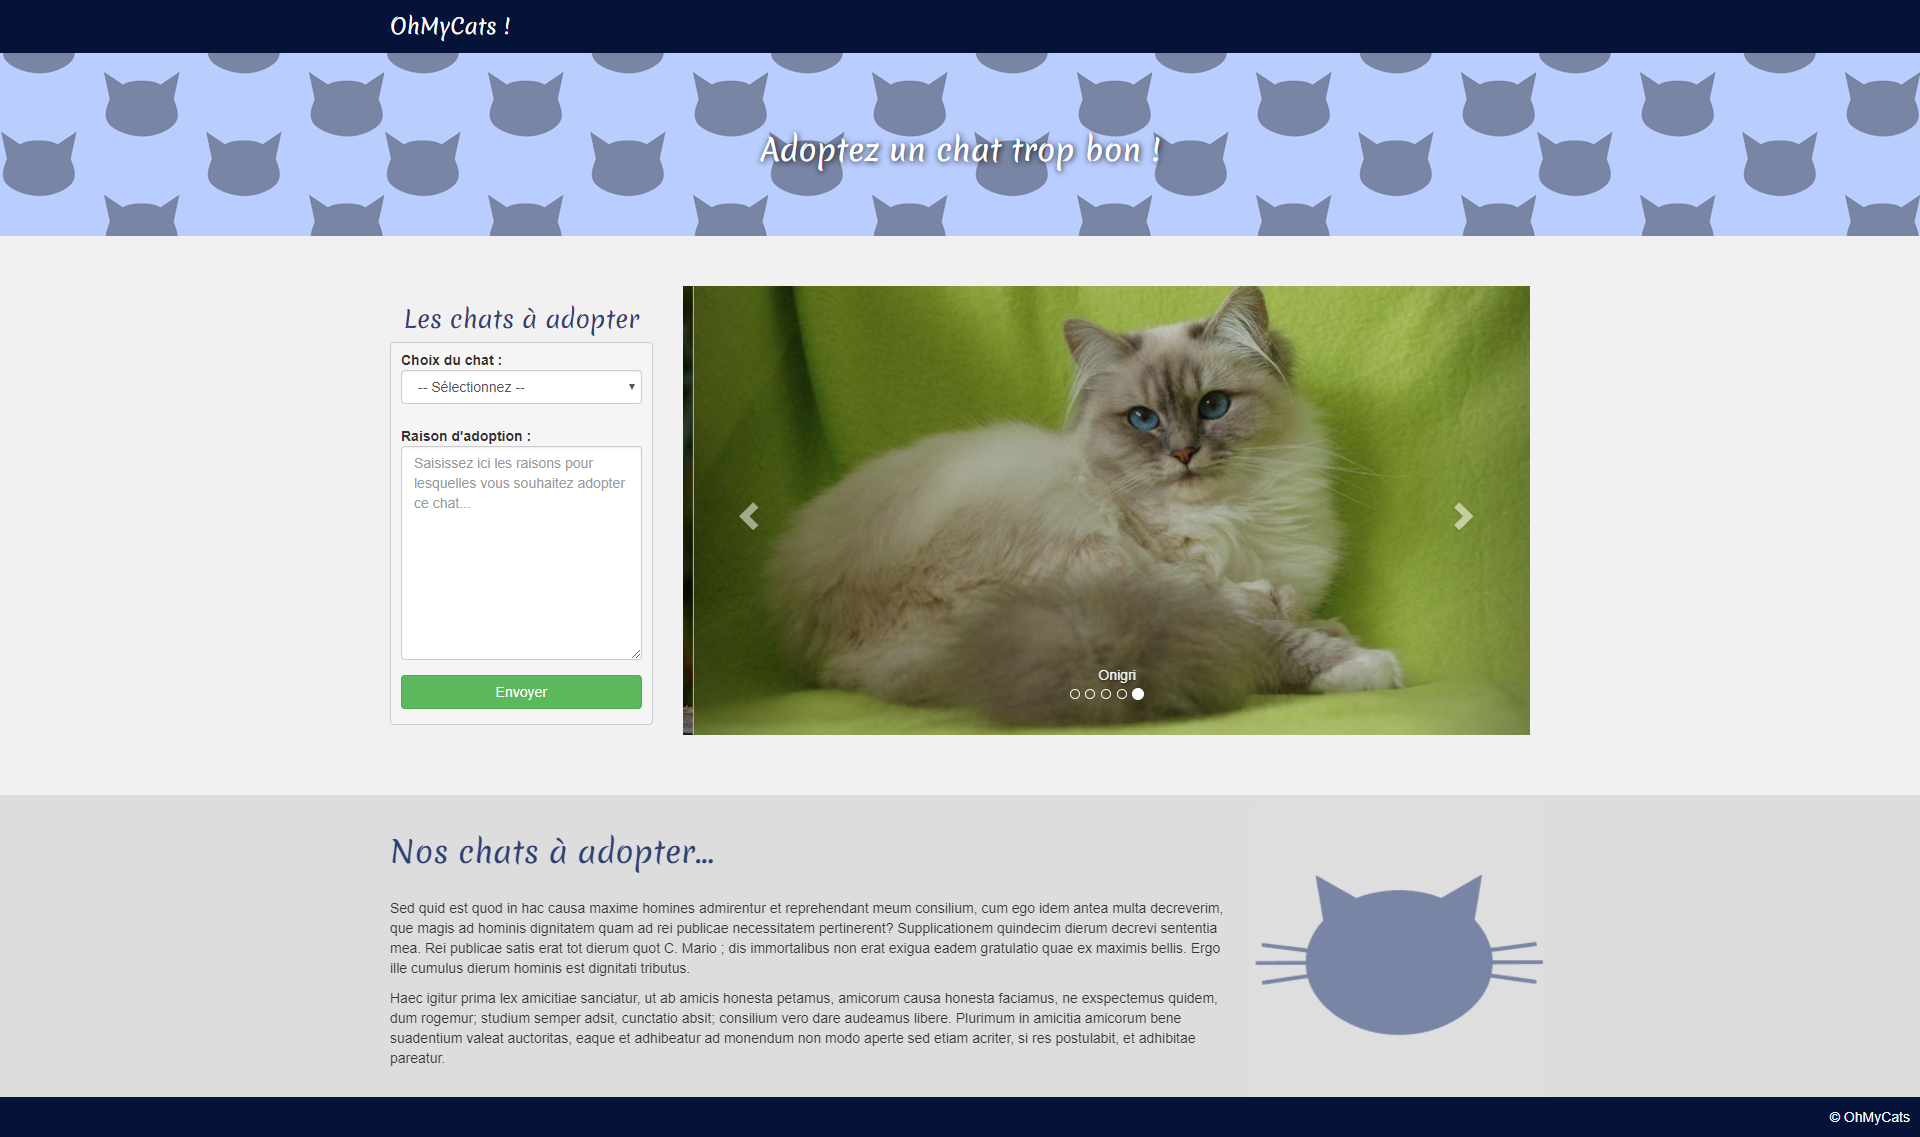 OhMyCats !
Adoptez un chat trop bon !
Les chats à adopter
Choix du chat :
-- Sélectionnez --
Raison d'adoption :
Saisissez ici les raisons pour
lesquelles vous souhaitez adopter
ce chat...
Envoyer
Onigri
Nos chats à adopter...
Sed quid est quod in hac causa maxime homines admirentur et reprehendant meum consilium, cum ego idem antea multa decreverim,
que magis ad hominis dignitatem quam ad rei publicae necessitatem pertinerent? Supplicationem quindecim dierum decrevi sententia
mea. Rei publicae satis erat tot dierum quot C. Mario ; dis immortalibus non erat exigua eadem gratulatio quae ex maximis bellis. Ergo
ille cumulus dierum hominis est dignitati tributus.
Haec igitur prima lex amicitiae sanciatur, ut ab amicis honesta petamus, amicorum causa honesta faciamus, ne exspectemus quidem,
dum rogemur; studium semper adsit, cunctatio absit; consilium vero dare audeamus libere. Plurimum in amicitia amicorum bene
suadentium valeat auctoritas, eaque et adhibeatur ad monendum non modo aperte sed etiam acriter, si res postulabit, et adhibitae
pareatur.
© OhMyCats